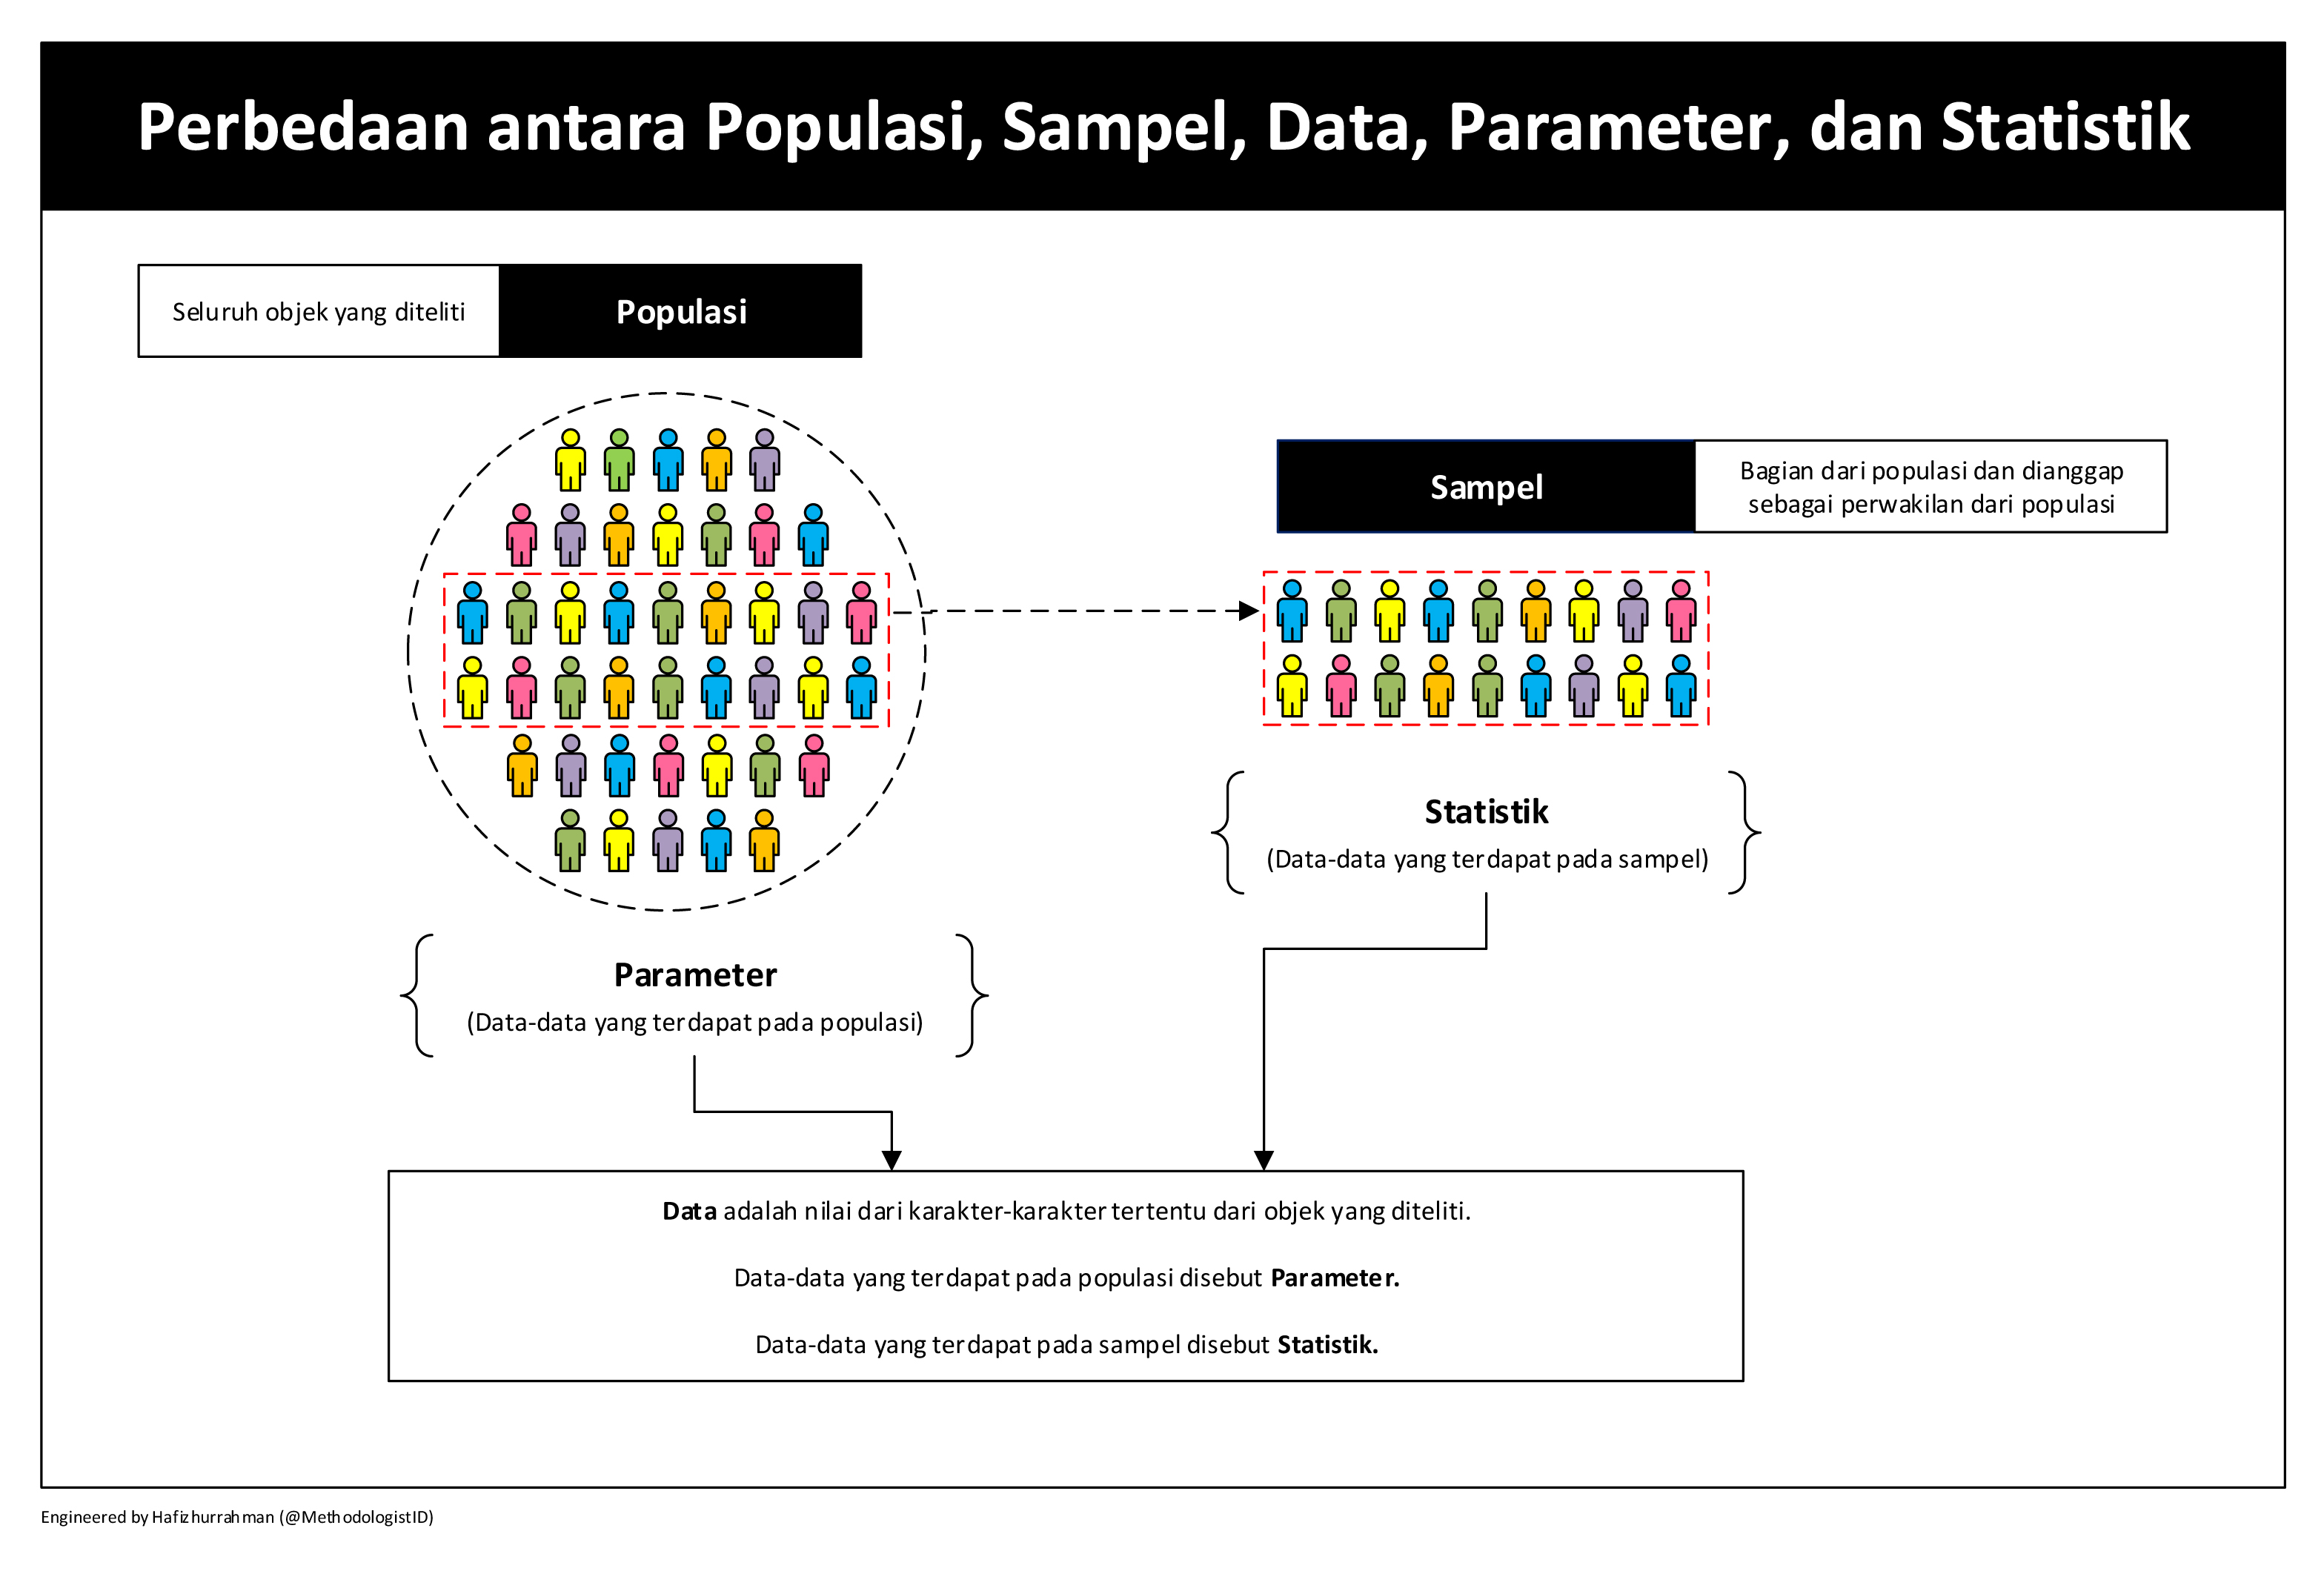 Perbedaan antara Populasi, Sampel, Data, Parameter, dan Statistik
Seluruh objek yang diteliti
Populasi
Sampel
Bagian dari populasi dan dianggap
sebagai perwakilan dari populasi
Statistik
(Data-data yang terdapat pada sampel)
Parameter
(Data-data yang terdapat pada populasi)
Data adalah nilai dari karakter-karakter tertentu dari objek yang diteliti.
Data-data yang terdapat pada populasi disebut Parameter.
Data-data yang terdapat pada sampel disebut Statistik.
Engineered by Hafizhurrahman (@MethodologistID)